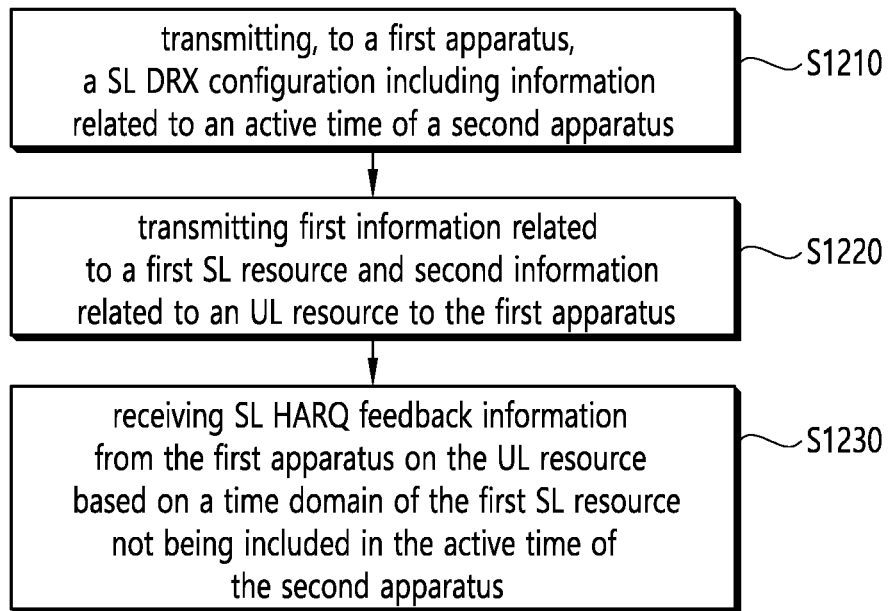 transmitting, to a first apparatus,
a SL DRX configuration including information
related to an active time of a second apparatus
S1210
transmitting first information related
to a first SL resource and second information
related to an UL resource to the first apparatus
S1220
receiving SL HARQ feedback information
from the first apparatus on the UL resource
based on a time domain of the first SL resource
not being included in the active time of
the second apparatus
S1230